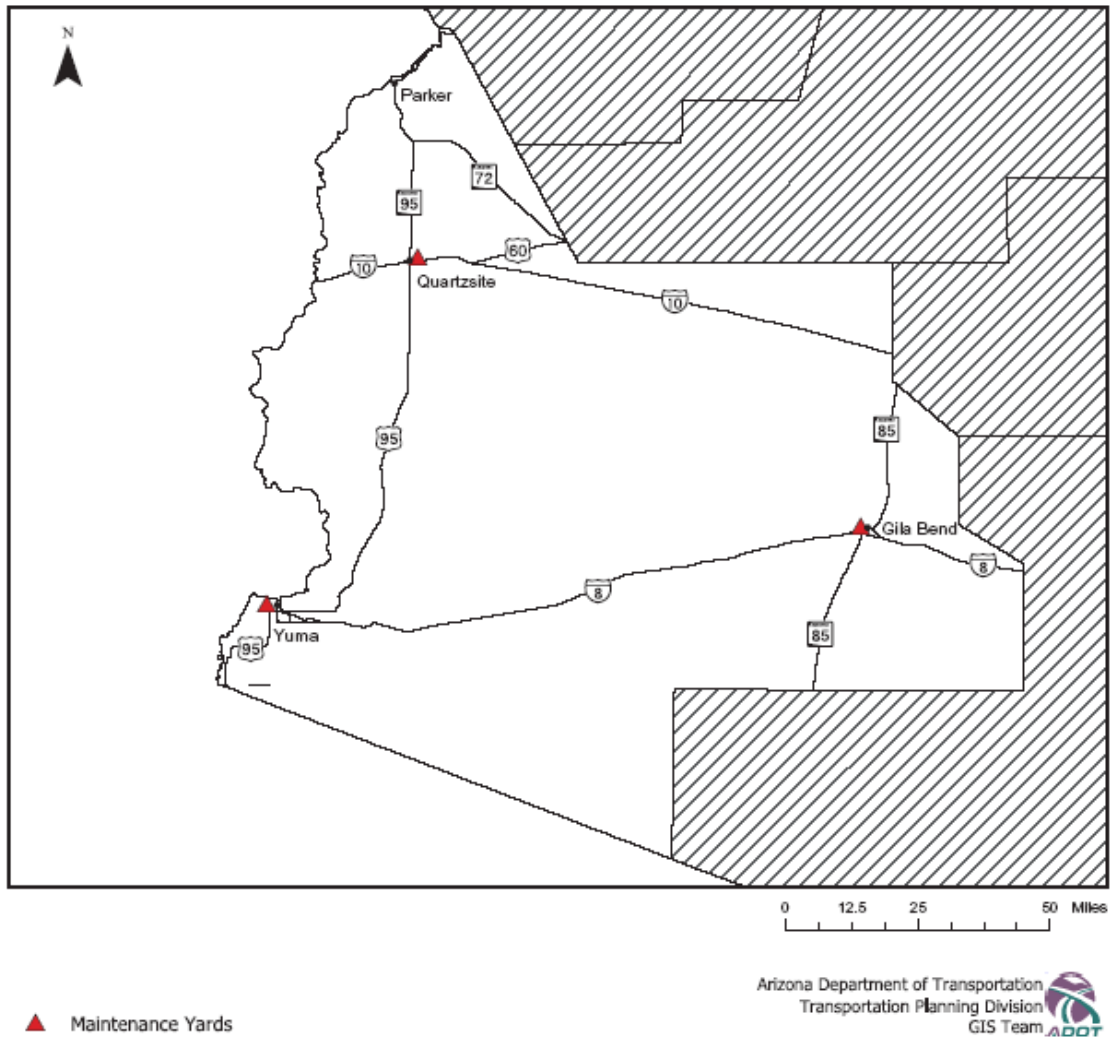 N
Parker
72
95
60
10
Quartzsite
10
95
85
Gila Bend
8
8
Yuma
95
85
0 12.5 25 50 Miles
Arizona Department of Transportation
Transportation Planning Division
GIS Team
ADOT
Maintenance Yards